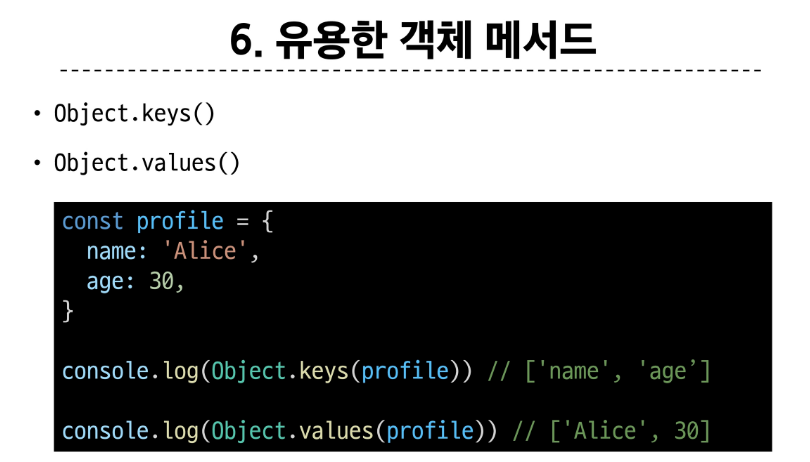 6. 유용한 객체 메서드
• Object.keys()
• Object.values()
const profile = {
  name: 'Alice',
  age: 30,
}
console.log(Object.keys(profile)) // ['name', 'age’]
console.log(Object.values(profile)) // ['Alice', 30]